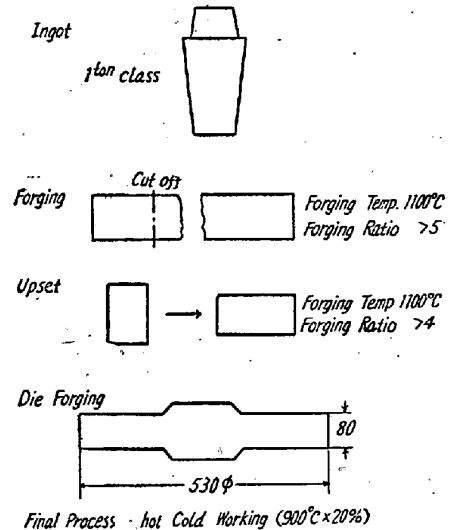 Ingot
1ton class
Forging
Cut off
Forging Temp. 1100°C
Forging Ratio >5
Upset
Forging Temp 1100°C
Forging Ratio >4
Die Forging
80
530 φ
Final Process - hot Cold Working (900°C×20%)